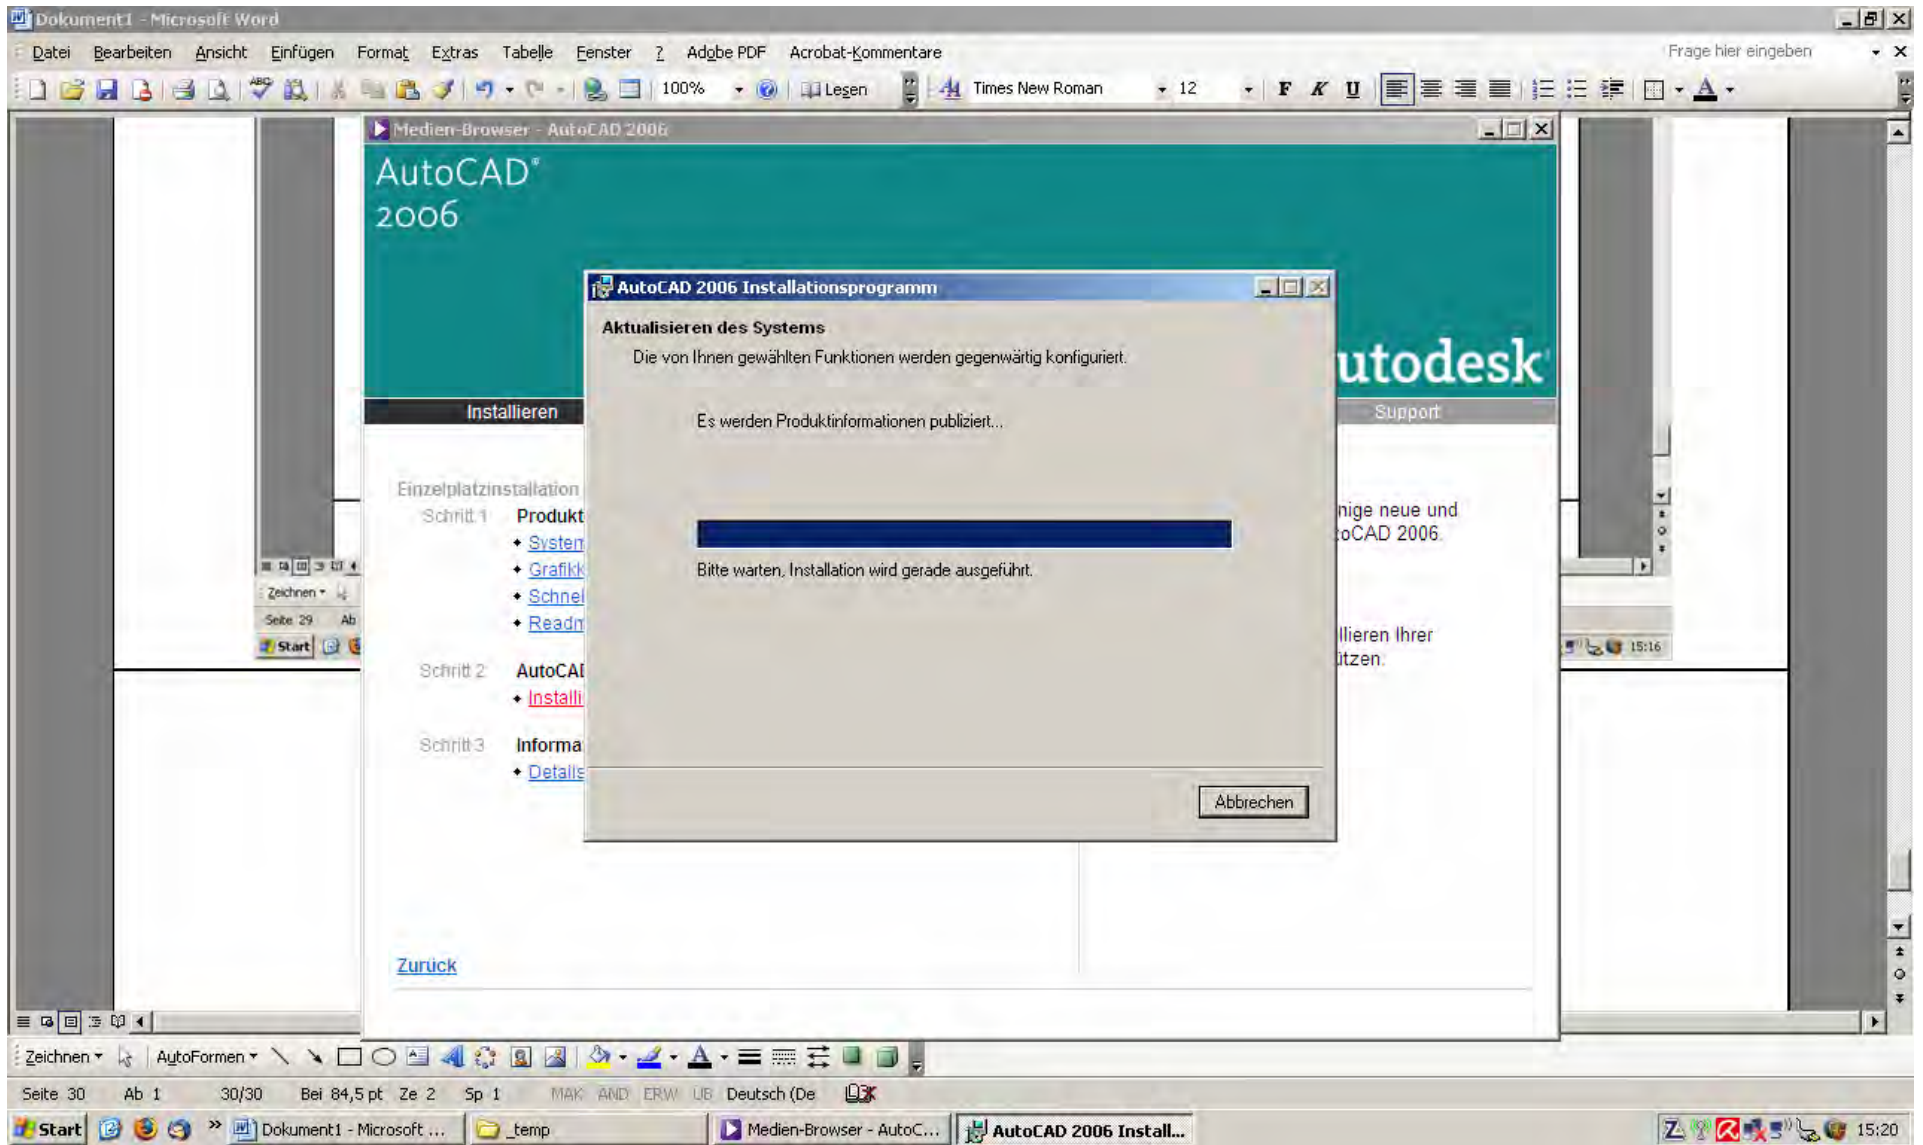 Dokument1 - Microsoft Word
Datei Bearbeiten Ansicht Einfügen Format Extras Tabelle Fenster ? Adobe PDF Acrobat-Kommentare
Frage hier eingeben
100% Lesen Times New Roman 12 F K U
Medien-Browser - AutoCAD 2006
AutoCAD®
2006
AutoCAD 2006 Installationsprogramm
Aktualisieren des Systems
Die von Ihnen gewählten Funktionen werden gegenwärtig konfiguriert.
utodesk
Installieren
Support
Es werden Produktinformationen publiziert...
Einzelplatzinstallation
Schritt 1 Produkt
System
Grafikk
Schnel
Readm
nige neue und
toCAD 2006.
Bitte warten, Installation wird gerade ausgeführt.
Zeichnen
Seite 29 Ab
Start
15:16
llieren Ihrer
tzen.
Schritt 2 AutoCAD
Installi
Schritt 3 Informa
Details
Abbrechen
Zurück
Zeichnen AutoFormen
Seite 30 Ab 1 30/30 Bei 84,5 pt Ze 2 Sp 1 MAK ÄND ERW ÜB Deutsch (De
Start Dokument1 - Microsoft ... _temp Medien-Browser - AutoC... AutoCAD 2006 Install... 15:20